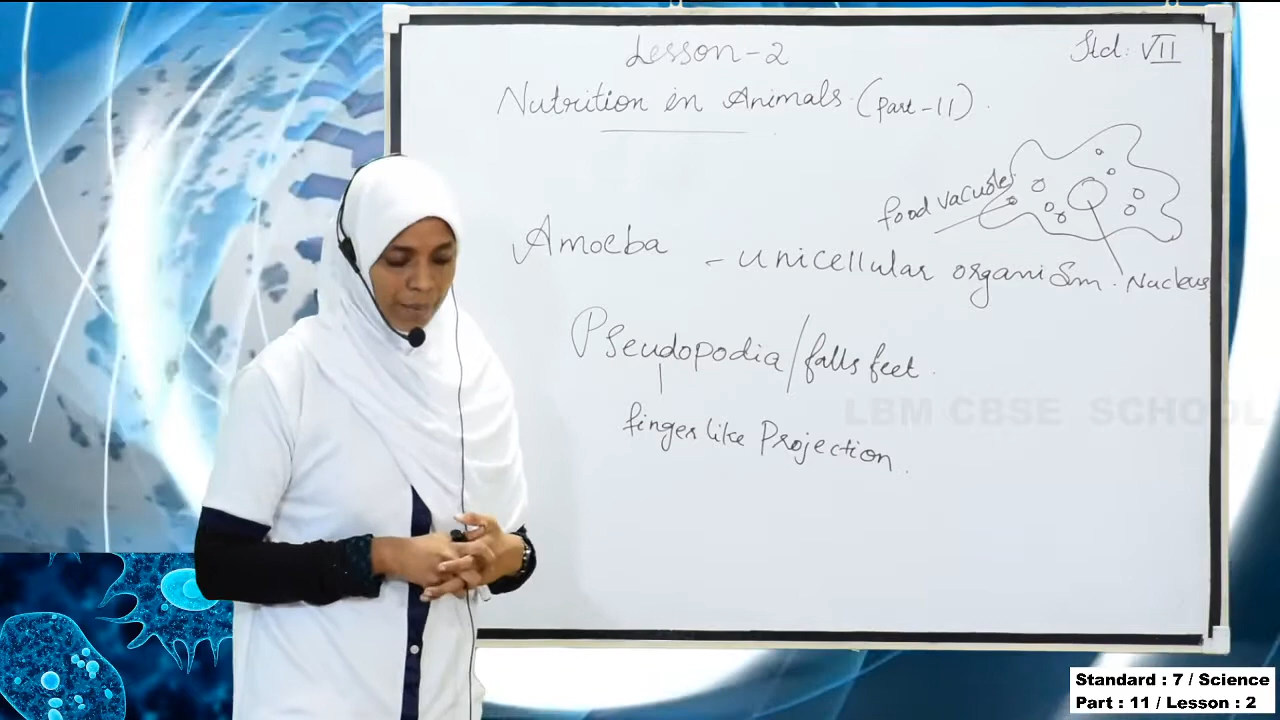 Lesson-2
Std: VII
Nutrition in Animals. (Part-11).
food vacuoles
Amoeba - unicellular organism. Nucleus
Pseudopodia/falls feet.
finger like Projection.
LBM CBSE SCHOOL
Standard : 7 / Science
Part : 11 / Lesson : 2